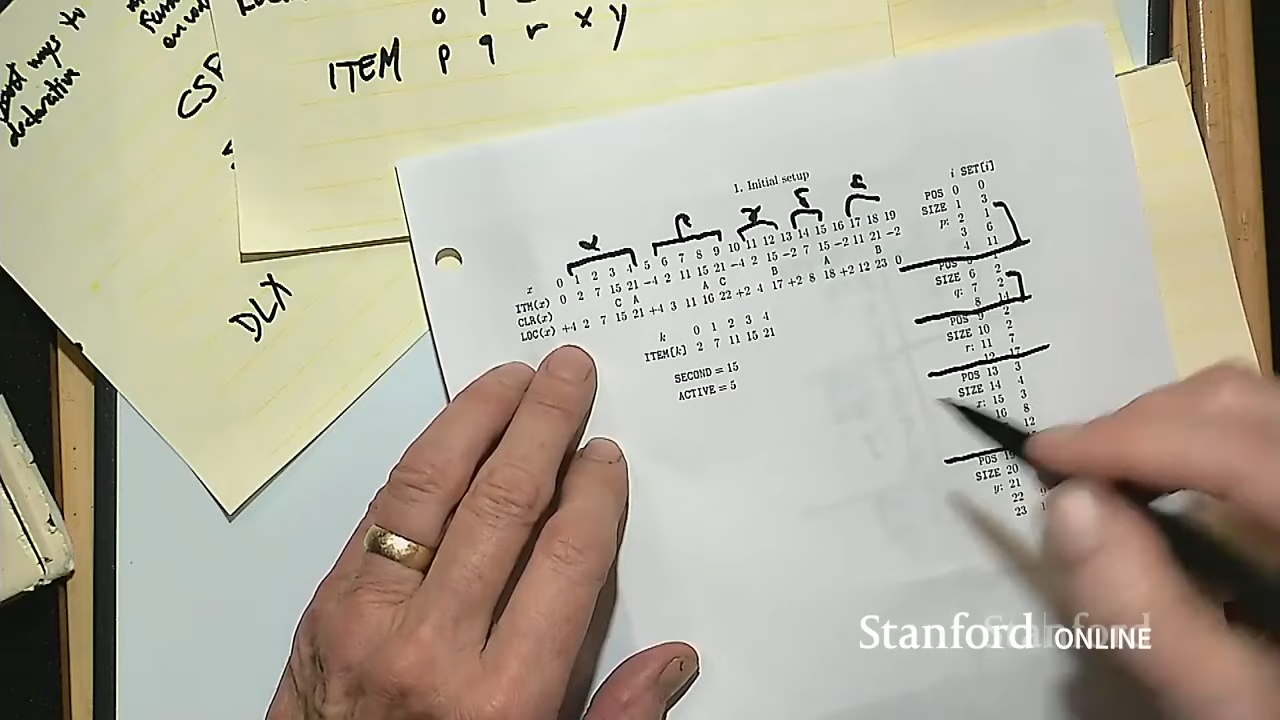 ITEM p q r x y
CSP
declarative
DLX
1. Initial setup
α β γ δ ε
x 0 1 2 3 4 5 6 7 8 9 10 11 12 13 14 15 16 17 18 19
ITM(x) 0 2 7 15 21 −4 2 11 15 21 −4 2 15 −2 7 15 −2 11 21 −2
CLR(x) C A A C B A B
LOC(x) +4 2 7 15 21 +4 3 11 16 22 +2 4 17 +2 8 18 +2 12 23 0
k 0 1 2 3 4
ITEM[k] 2 7 11 15 21
SECOND = 15
ACTIVE = 5
i SET[i]
POS 0 0
SIZE 1 3
p: 2 1
3 6
4 11
SIZE 6 2
q: 7 2
8 14
POS 9 2
SIZE 10 2
r: 11 7
12 17
POS 13 3
SIZE 14 4
x: 15 3
16 8
12
POS 19
SIZE 20
y: 21
22 9
23 1
Stanford ONLINE